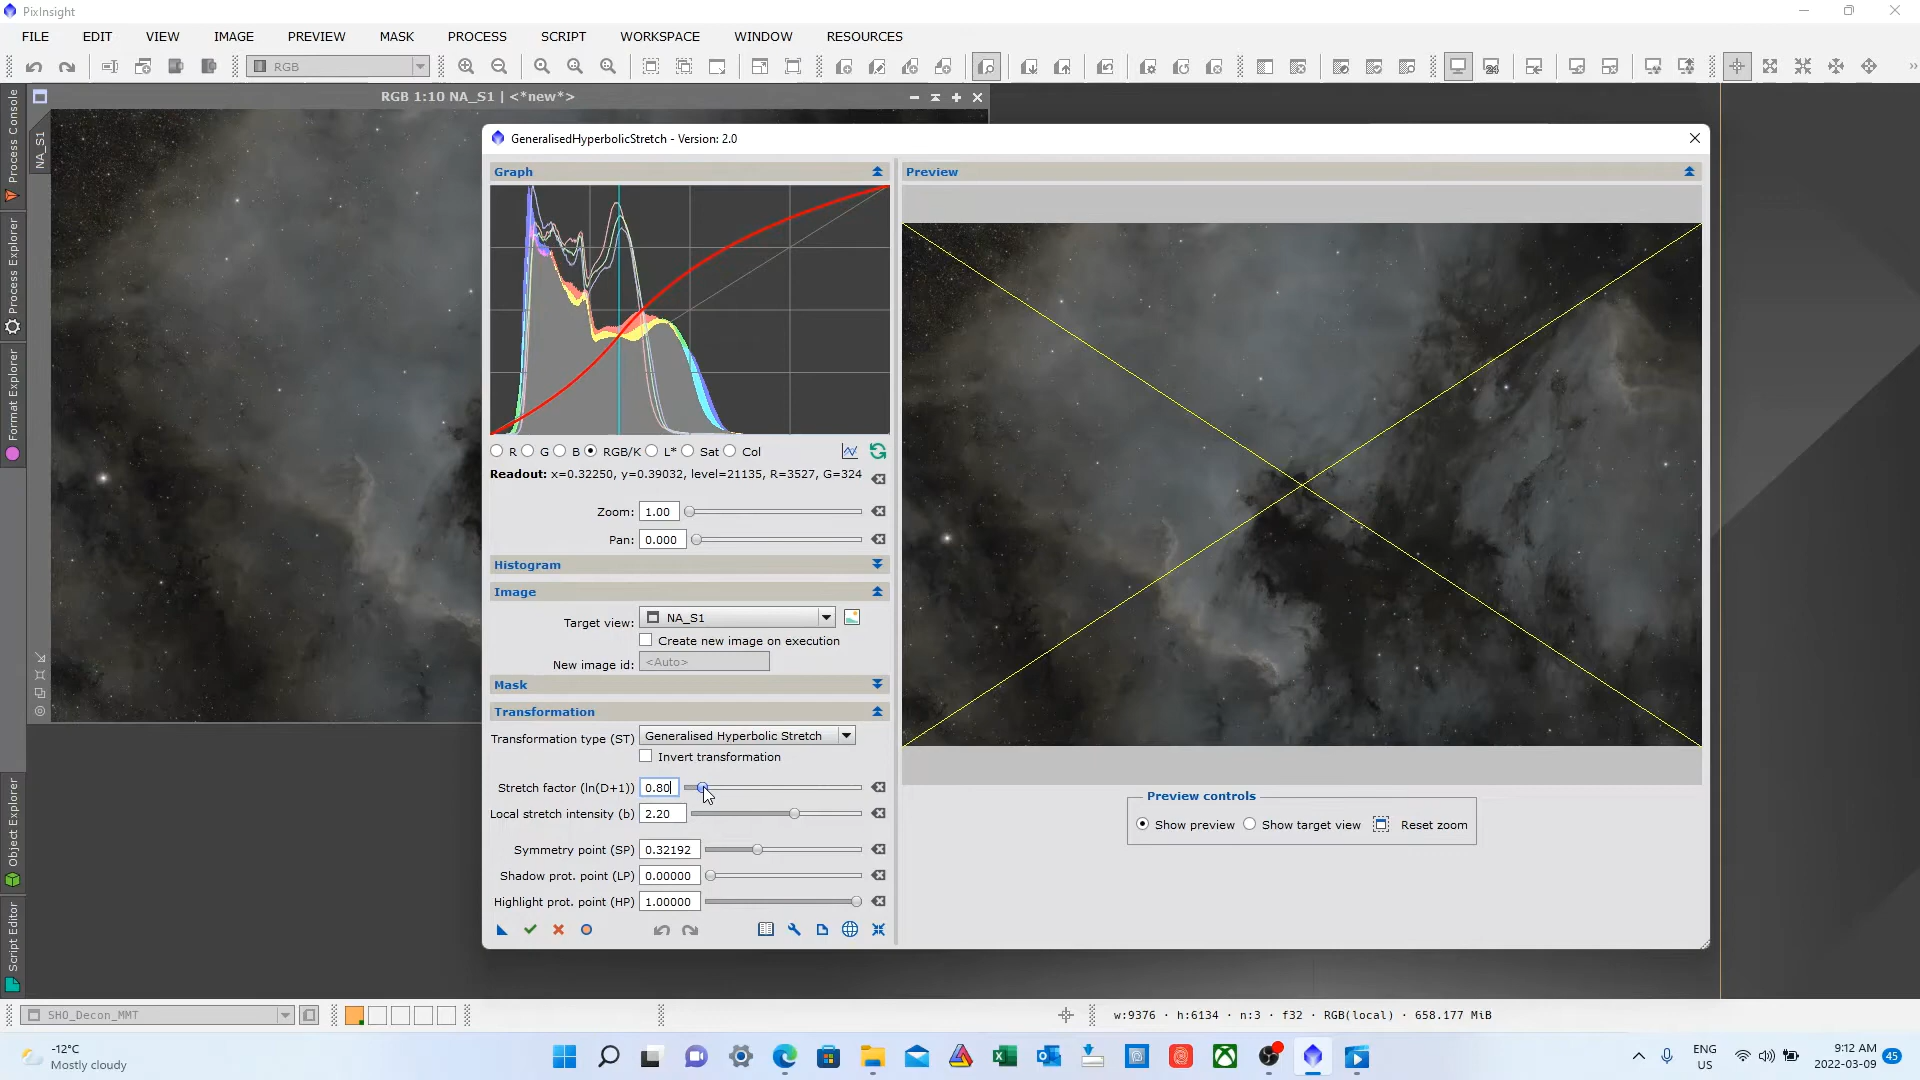 PixInsight
FILE EDIT VIEW IMAGE PREVIEW MASK PROCESS SCRIPT WORKSPACE WINDOW RESOURCES
RGB
RGB 1:10 NA_S1 | <*new*>
Process Console
Process Explorer
Format Explorer
Object Explorer
Script Editor
NA_S1
GeneralisedHyperbolicStretch - Version: 2.0
Graph
R G B RGB/K L* Sat Col
Readout: x=0.32250, y=0.39032, level=21135, R=3527, G=324
Zoom: 1.00
Pan: 0.000
Histogram
Image
Target view: NA_S1
Create new image on execution
New image id: <Auto>
Mask
Transformation
Transformation type (ST) Generalised Hyperbolic Stretch
Invert transformation
Stretch factor (ln(D+1)) 0.80
Local stretch intensity (b) 2.20
Symmetry point (SP) 0.32192
Shadow prot. point (LP) 0.00000
Highlight prot. point (HP) 1.00000
Preview
Preview controls
Show preview Show target view Reset zoom
SHO_Decon_MMT
w:9376 · h:6134 · n:3 · f32 · RGB(local) · 658.177 MiB
-12°C
Mostly cloudy
ENG
US
9:12 AM
2022-03-09
45